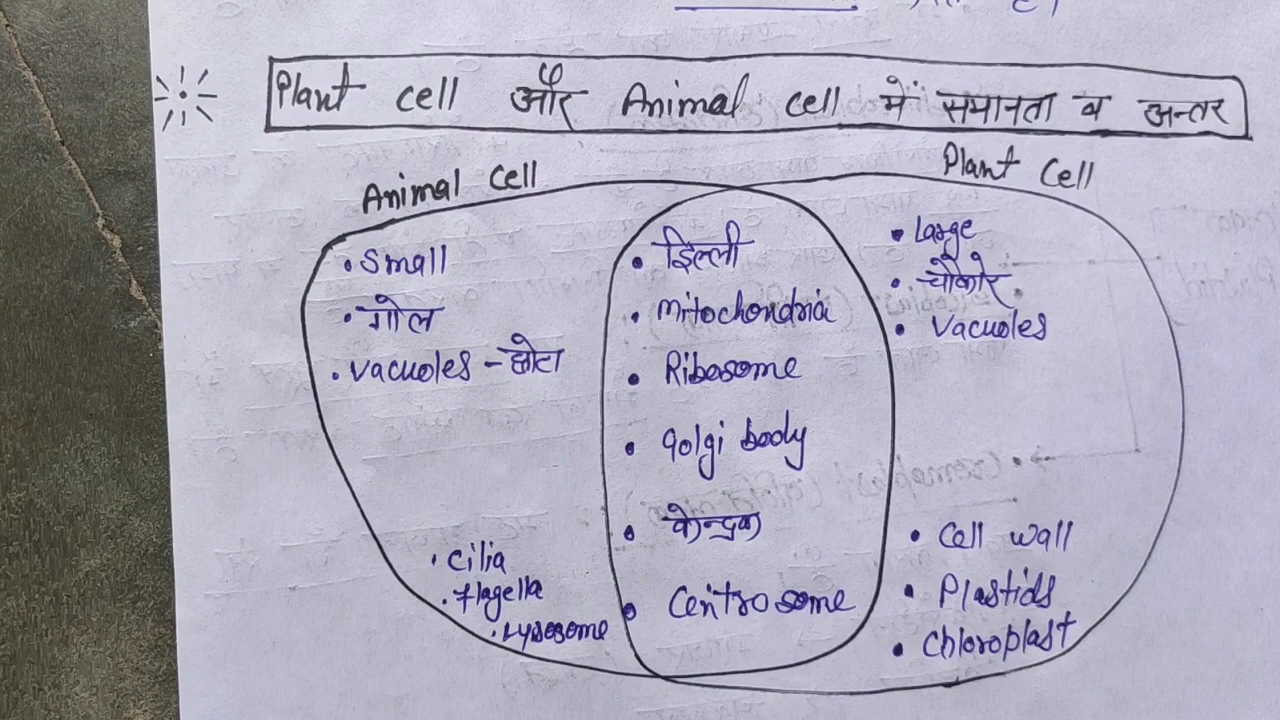 Plant cell और Animal cell में समानता व अन्तर
Animal Cell
Plant Cell
• Small
• गोल
• Vacuoles - छोटा
• Cilia
• flagella
• Lysosome
• झिल्ली
• Mitochondria
• Ribosome
• Golgi body
• केन्द्रक
• Centrosome
• Large
• चौकोर
• Vacuoles
• Cell wall
• Plastids
• Chloroplast